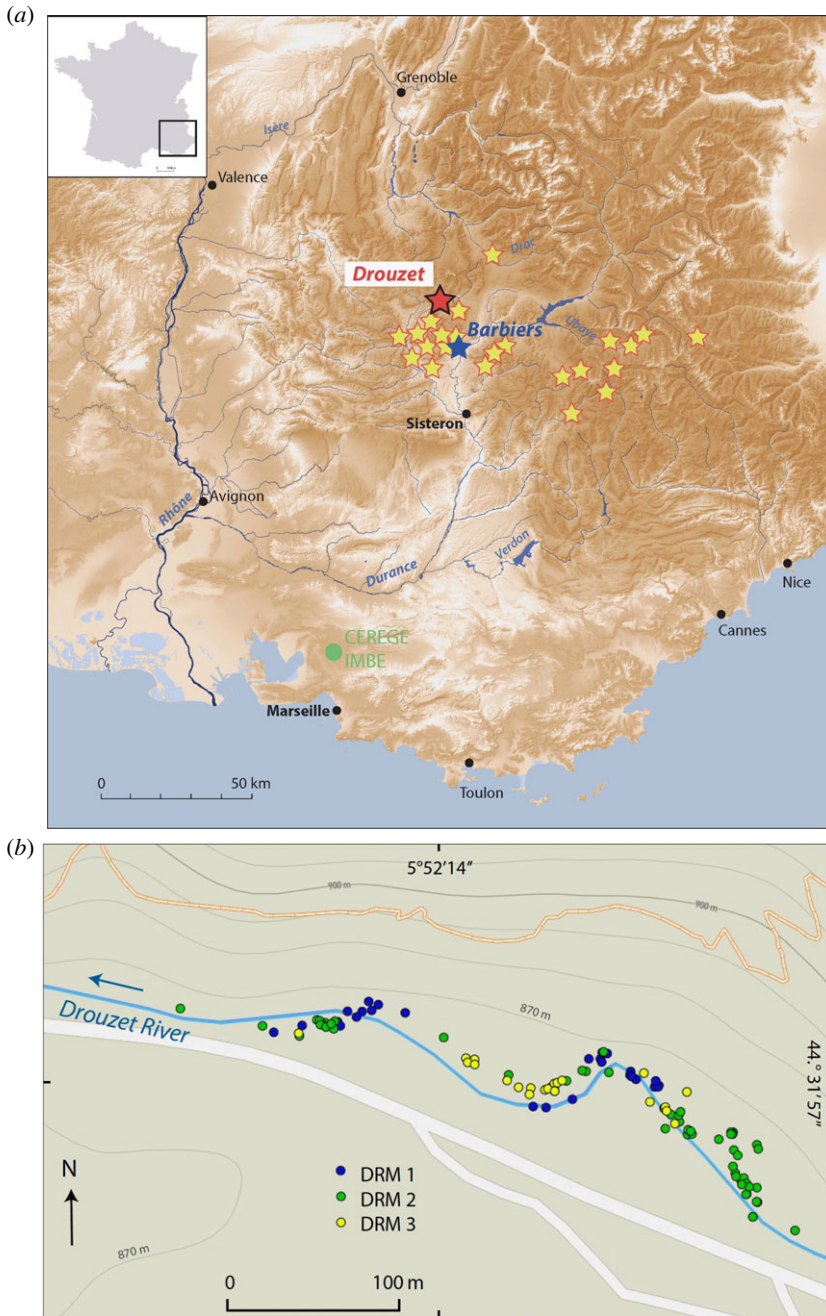 (a)
Grenoble
Isère
Valence
Drac
Drouzet
Barbiers
Ubaye
Sisteron
Rhône
Avignon
Durance
Verdon
Nice
Cannes
CEREGE
IMBE
Marseille
Toulon
0 50 km
(b)
5°52′14″
900 m
900 m
870 m
Drouzet River
44.° 31′ 57″
N
DRM 1
DRM 2
DRM 3
870 m
0 100 m